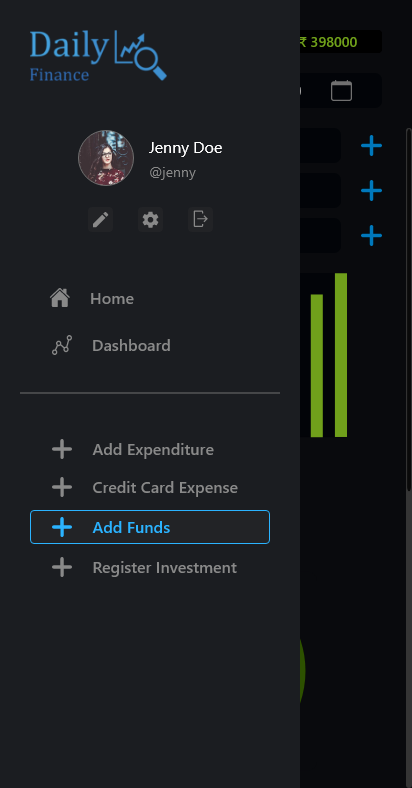 Daily
Finance
₹ 398000
Jenny Doe
@jenny
Home
Dashboard
Add Expenditure
Credit Card Expense
Add Funds
Register Investment